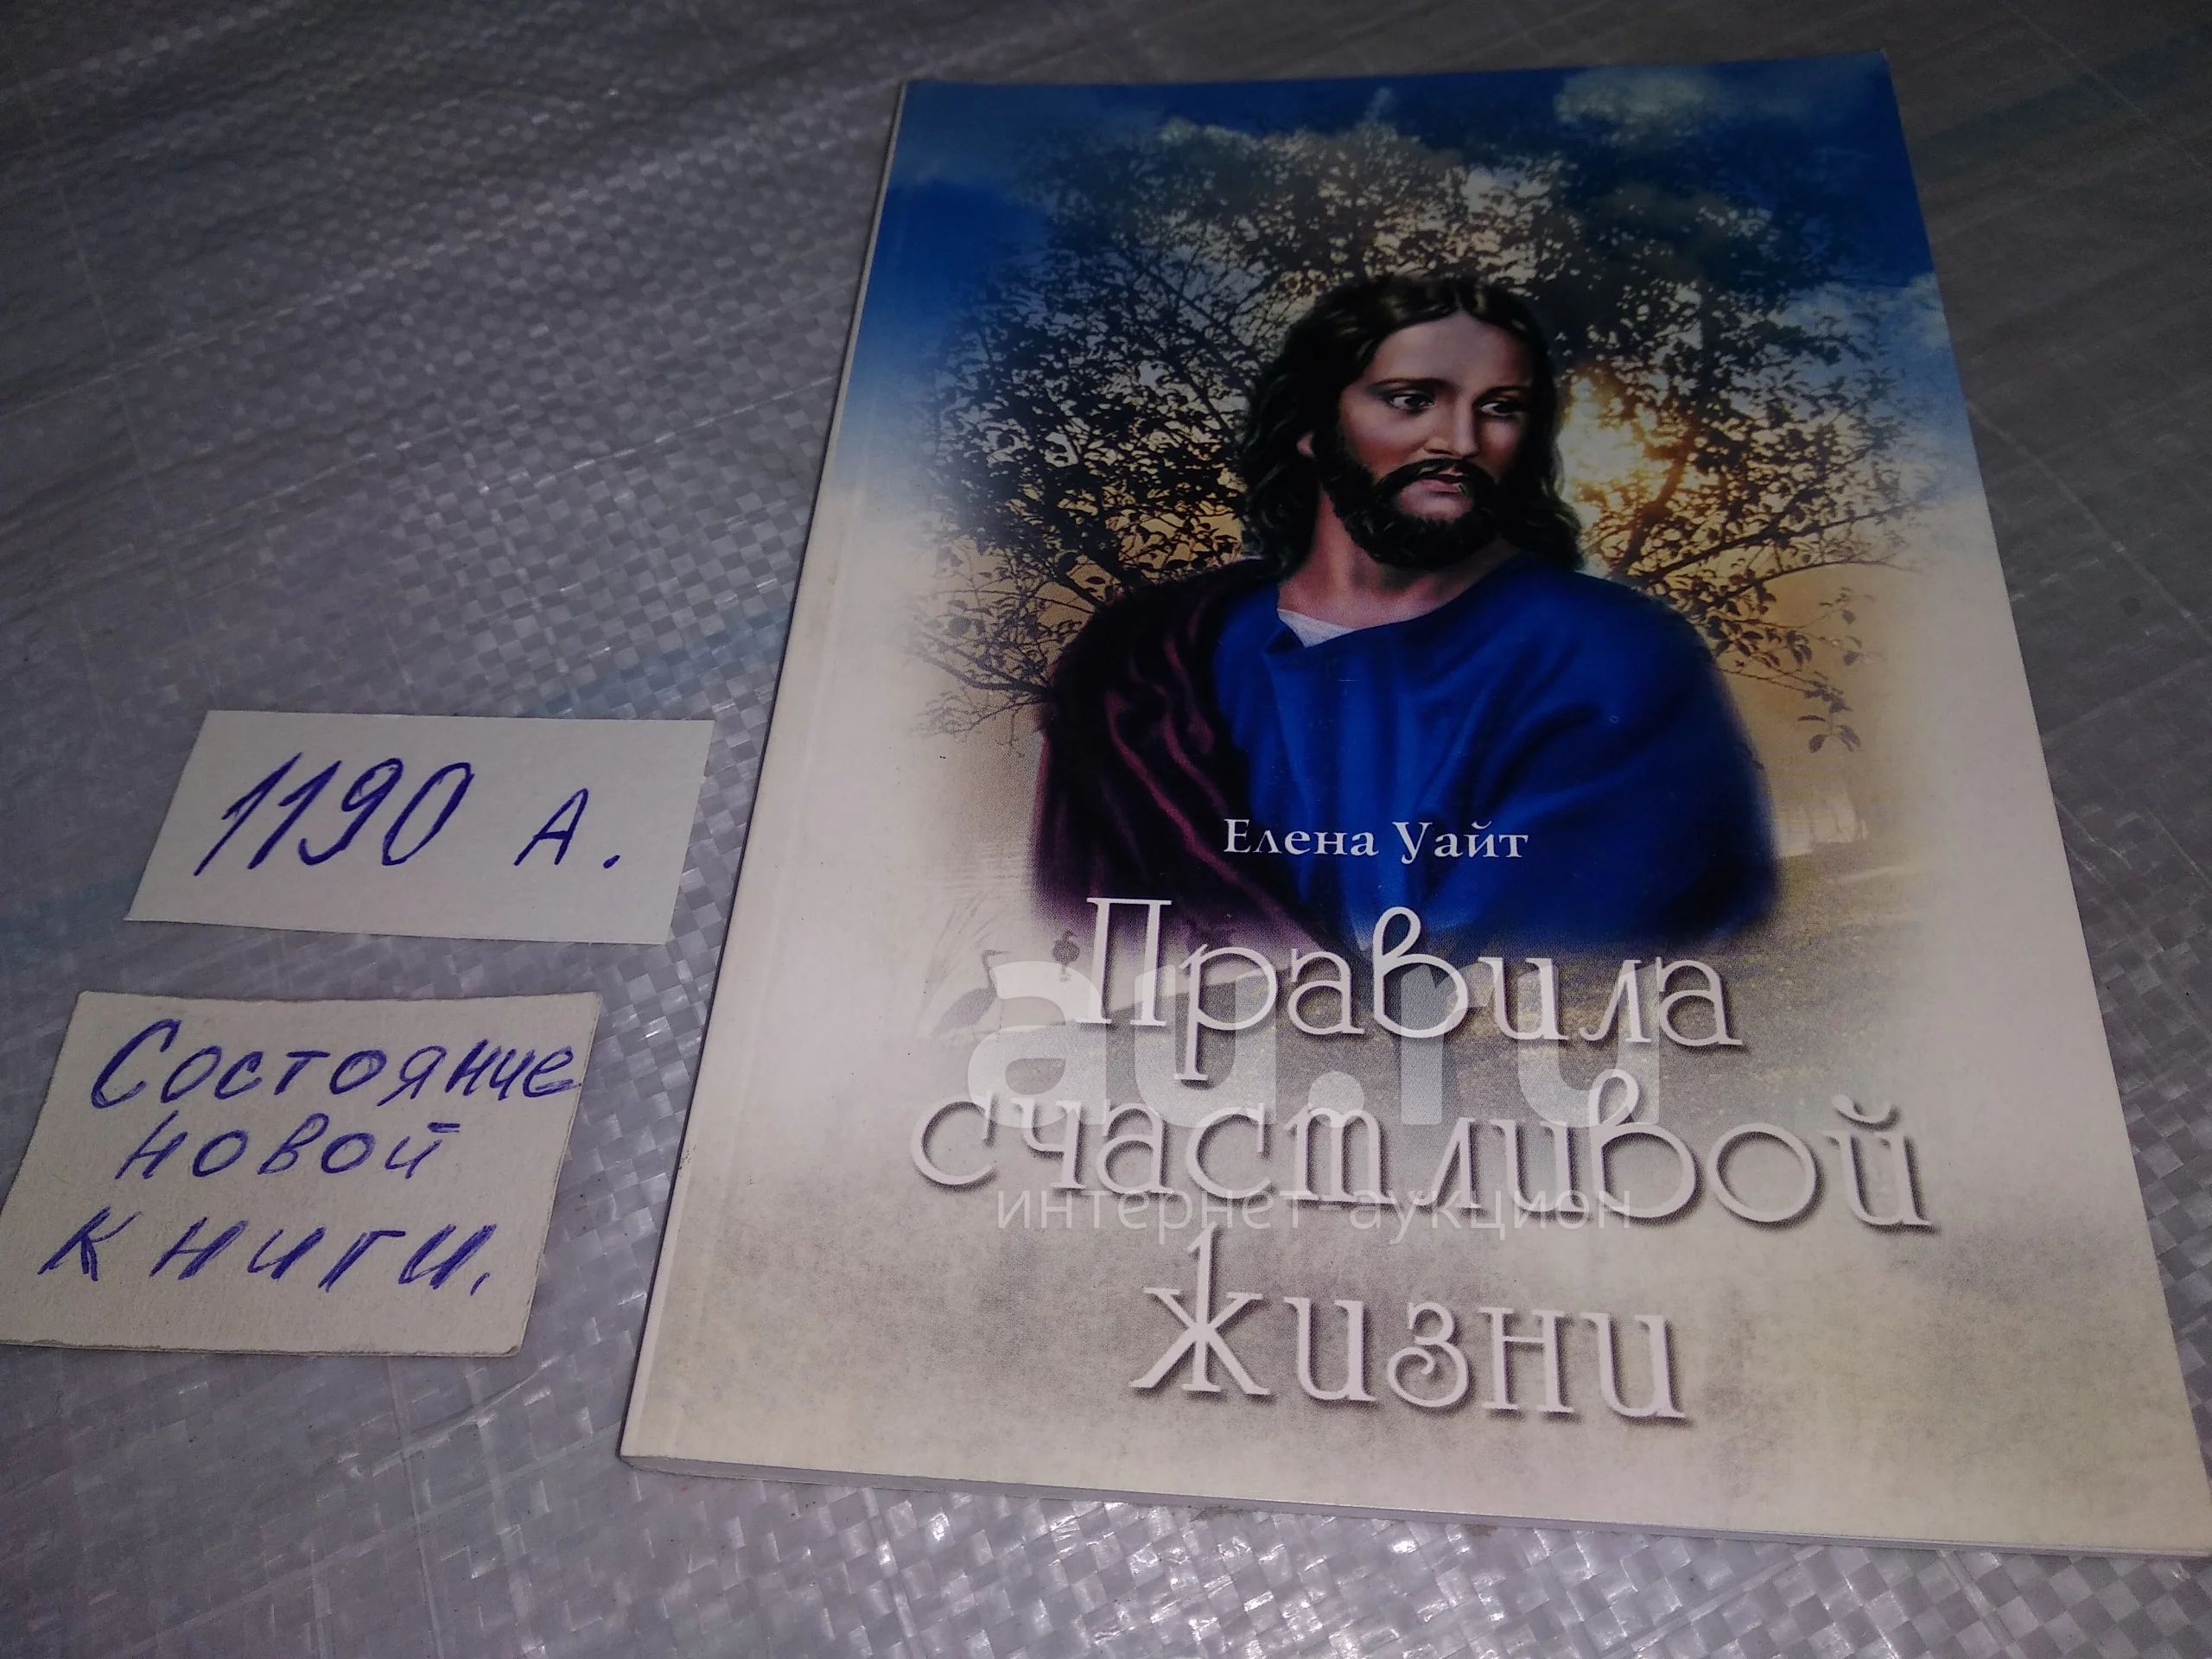 1190 А.
Состояние
новой
книги.
Елена Уайт
Правила
счастливой
жизни
au.ru
интернет-аукцион